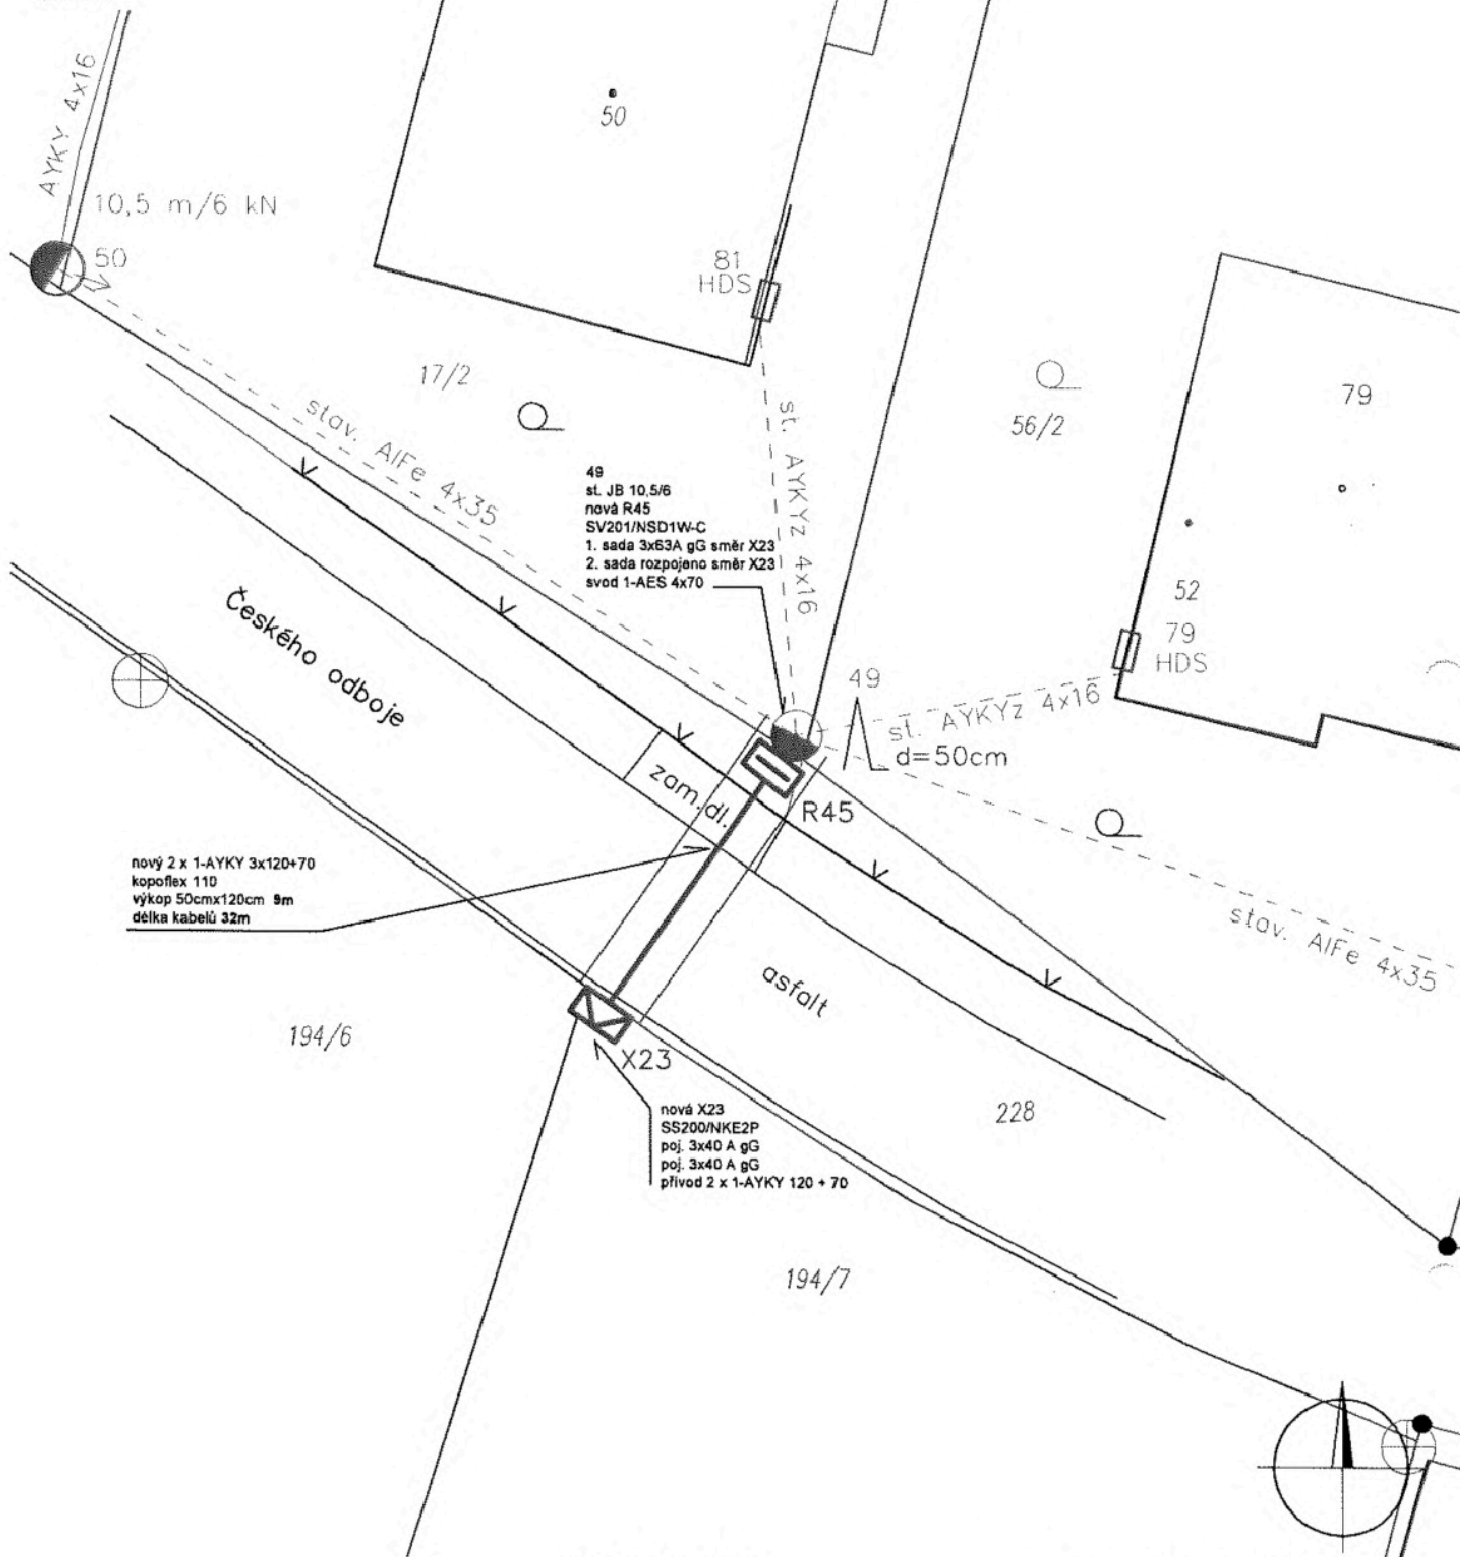 AYKY 4x16
10,5 m/6 kN
50
50
81
HDS
17/2
stav. AlFe 4x35
st. AYKYz 4x16
56/2
79
52
79
HDS
49
st. JB 10,5/6
nová R45
SV201/NSD1W-C
1. sada 3x63A gG směr X23
2. sada rozpojeno směr X23
svod 1-AES 4x70
Českého odboje
49
st. AYKYz 4x16
d=50cm
zam.dl.
R45
nový 2 x 1-AYKY 3x120+70
kopoflex 110
výkop 50cmx120cm 9m
délka kabelů 32m
stav. AlFe 4x35
asfalt
194/6
X23
nová X23
SS200/NKE2P
poj. 3x40 A gG
poj. 3x40 A gG
přívod 2 x 1-AYKY 120 + 70
228
194/7